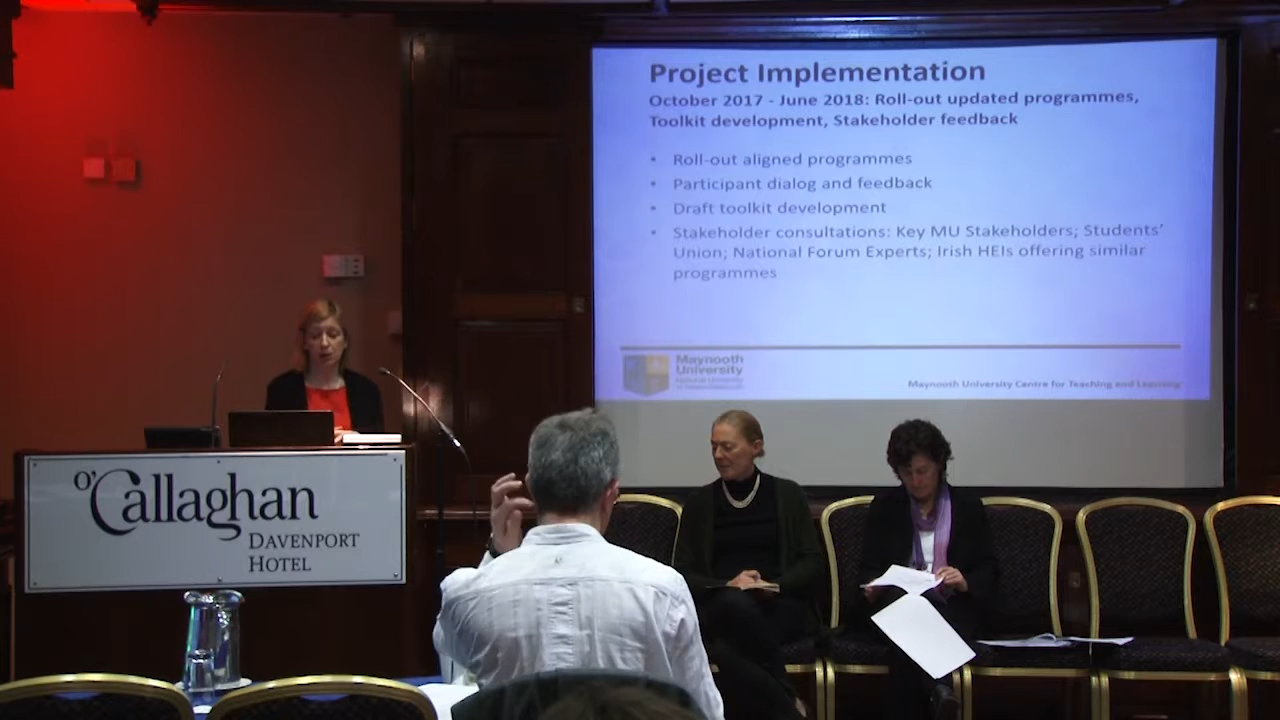 Project Implementation
October 2017 - June 2018: Roll-out updated programmes,
Toolkit development, Stakeholder feedback
• Roll-out aligned programmes
• Participant dialog and feedback
• Draft toolkit development
• Stakeholder consultations: Key MU Stakeholders; Students'
Union; National Forum Experts; Irish HEIs offering similar
programmes
Maynooth
University
National University
Maynooth University Centre for Teaching and Learning
O'Callaghan
DAVENPORT
HOTEL